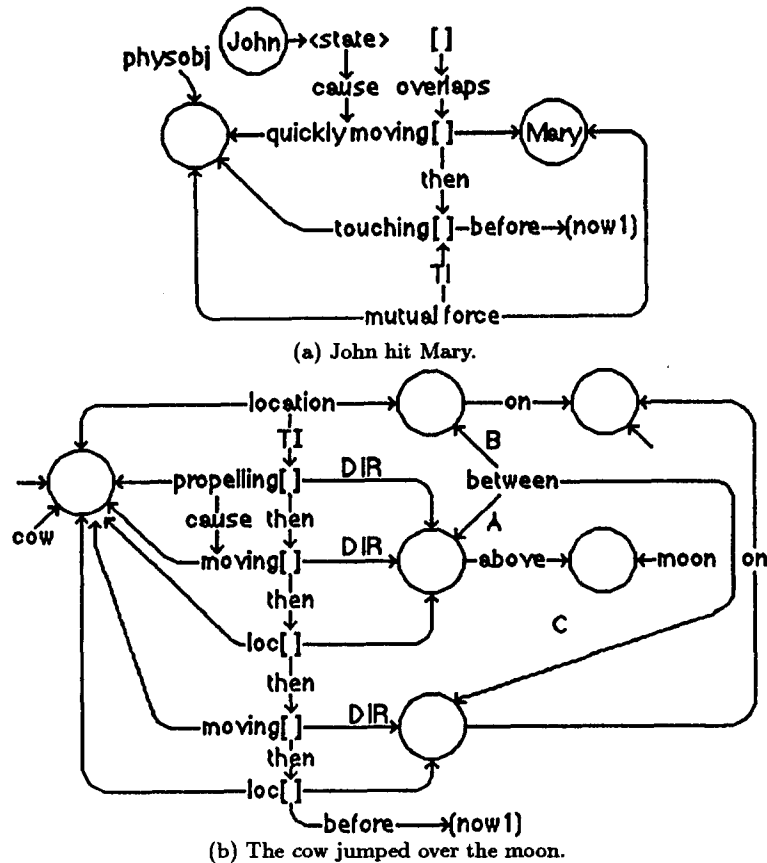 John <state> [ ]
physobj
cause overlaps
quickly moving [ ] Mary
then
touching [ ] before (now1)
TI
mutual force
(a) John hit Mary.
location on
TI B
propelling [ ] DIR between
cause then A
cow
moving [ ] DIR above moon on
then
C
loc [ ]
then
moving [ ] DIR
then
loc [ ]
before (now1)
(b) The cow jumped over the moon.